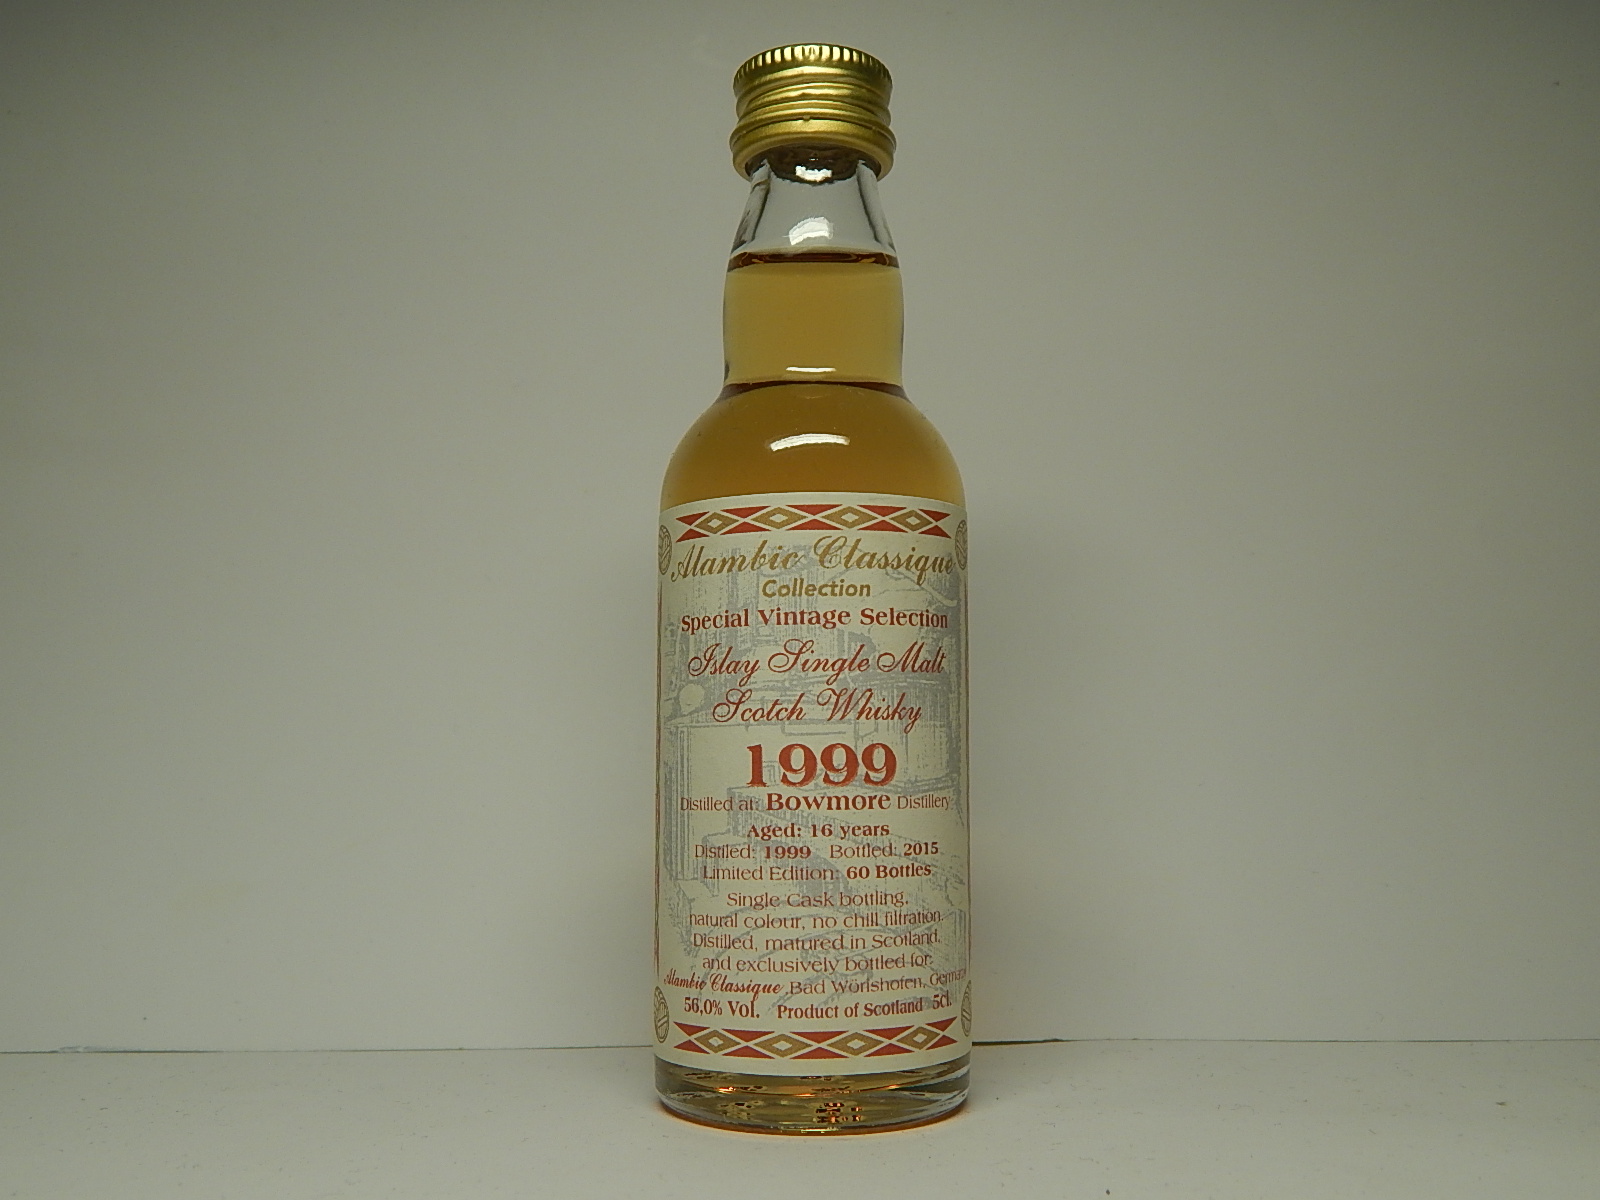 Alambic Classique
Collection
Special Vintage Selection
Islay Single Malt
Scotch Whisky
1999
Distilled at: Bowmore Distillery
Aged: 16 years
Distilled: 1999 Bottled: 2015
Limited Edition: 60 Bottles
Single Cask bottling,
natural colour, no chill filtration.
Distilled, matured in Scotland,
and exclusively bottled for:
Alambic Classique, Bad Wörishofen, Germany
56,0% Vol. Product of Scotland 5cl.